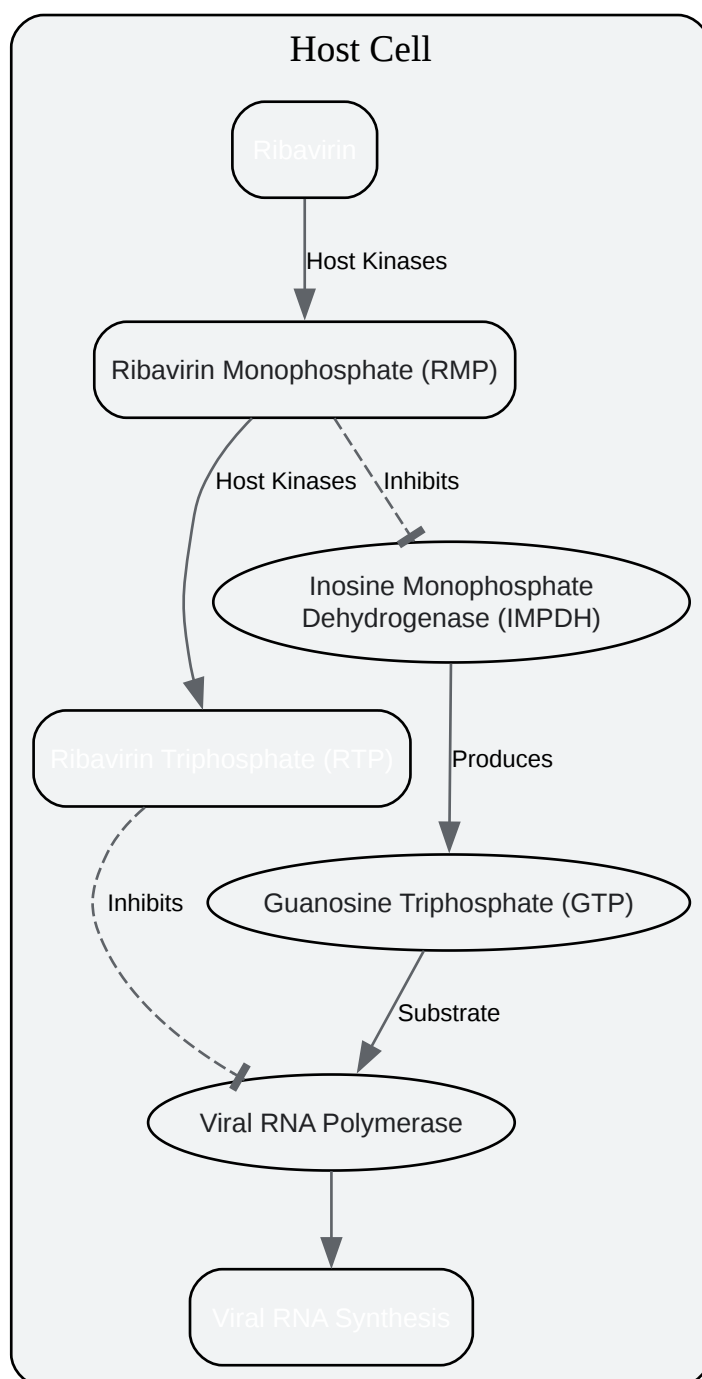 Host Cell
Ribavirin
Host Kinases
Ribavirin Monophosphate (RMP)
Host Kinases
Inhibits
Inosine Monophosphate
Dehydrogenase (IMPDH)
Ribavirin Triphosphate (RTP)
Produces
Inhibits
Guanosine Triphosphate (GTP)
Substrate
Viral RNA Polymerase
Viral RNA Synthesis